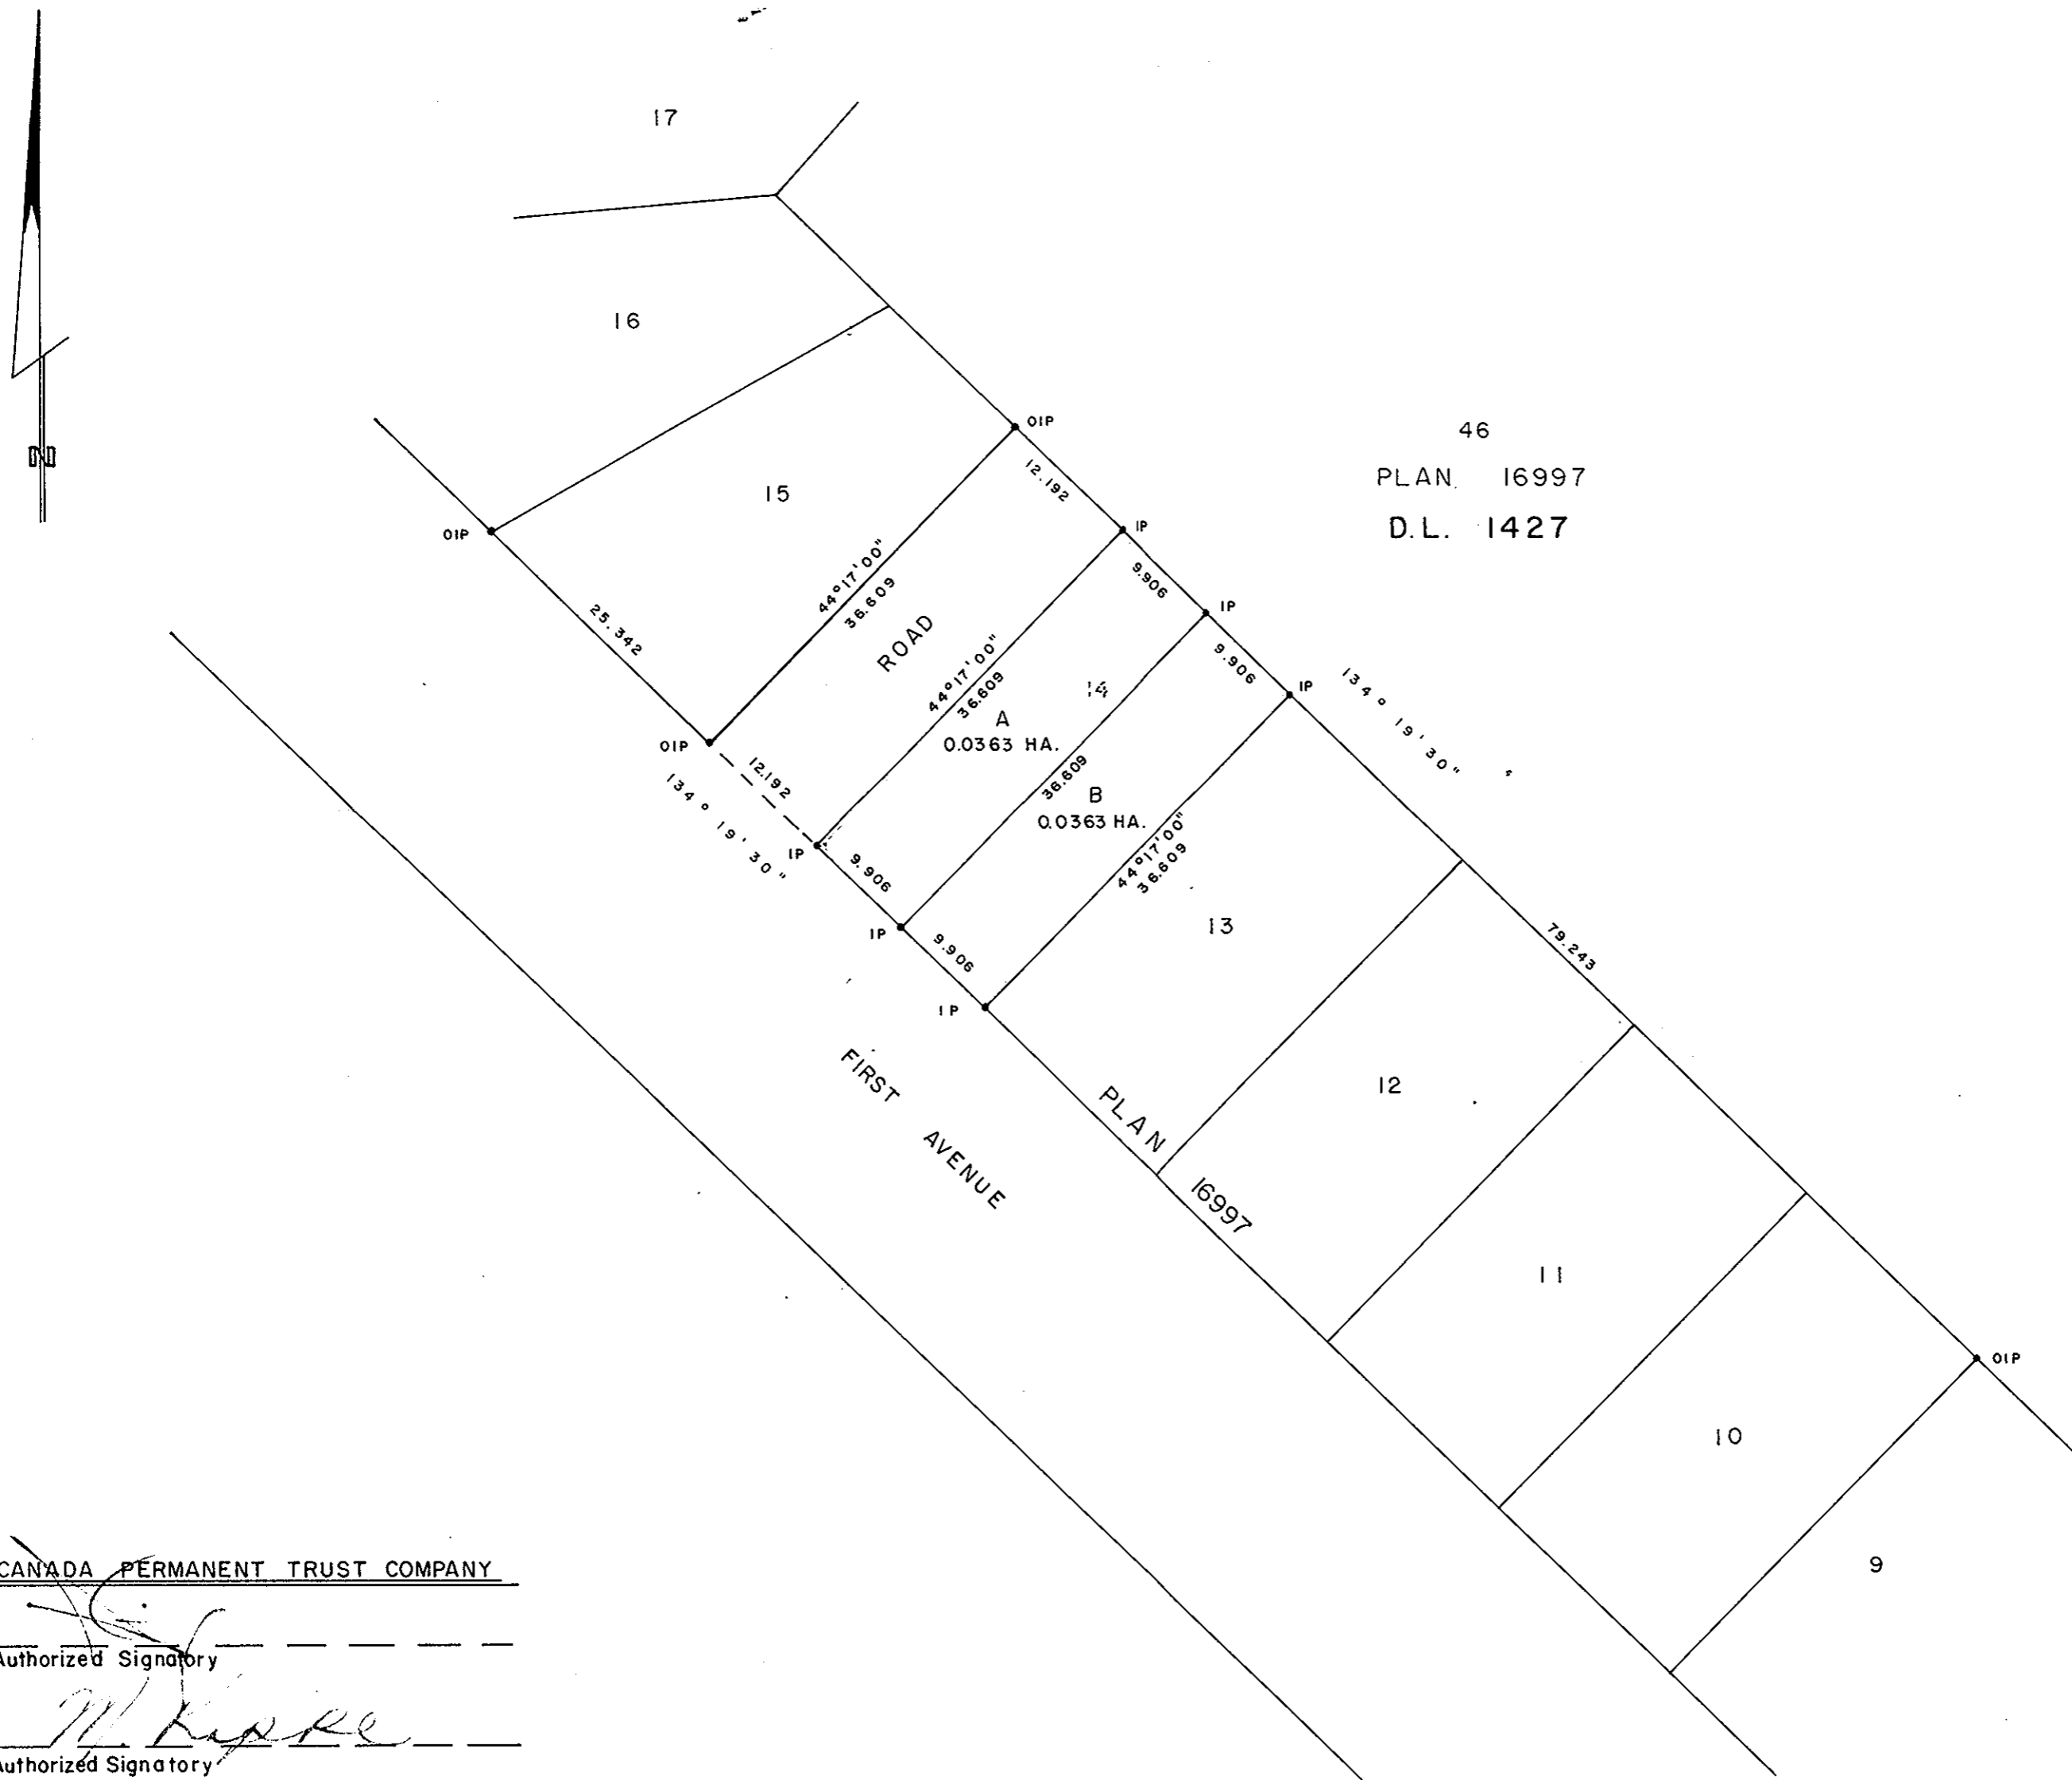 17
16
N
OIP
46
PLAN 16997
D.L. 1427
12.192
15
OIP
IP
44°17'00"
36.609
9.906
IP
25.342
ROAD
9.906
44°17'00"
36.609
14
IP
134° 19' 30"
A
0.0363 HA.
OIP
12.192
134° 19' 30"
36.609
B
0.0363 HA.
44°17'00"
36.609
IP
9.906
13
IP
9.906
79.243
IP
FIRST AVENUE
PLAN 16997
12
11
OIP
10
9
CANADA PERMANENT TRUST COMPANY
Authorized Signatory
Authorized Signatory